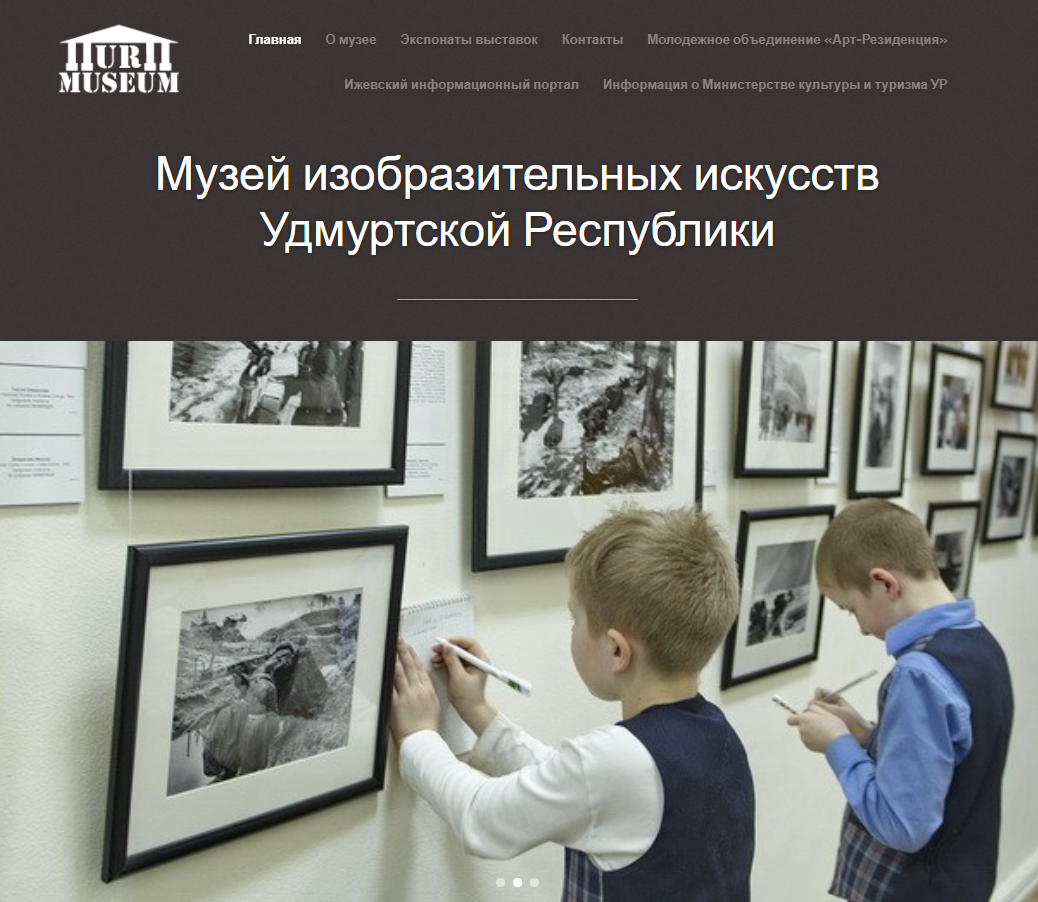 UR
MUSEUM
Главная О музее Экспонаты выставок Контакты Молодежное объединение «Арт-Резиденция»
Ижевский информационный портал Информация о Министерстве культуры и туризма УР
Музей изобразительных искусств
Удмуртской Республики